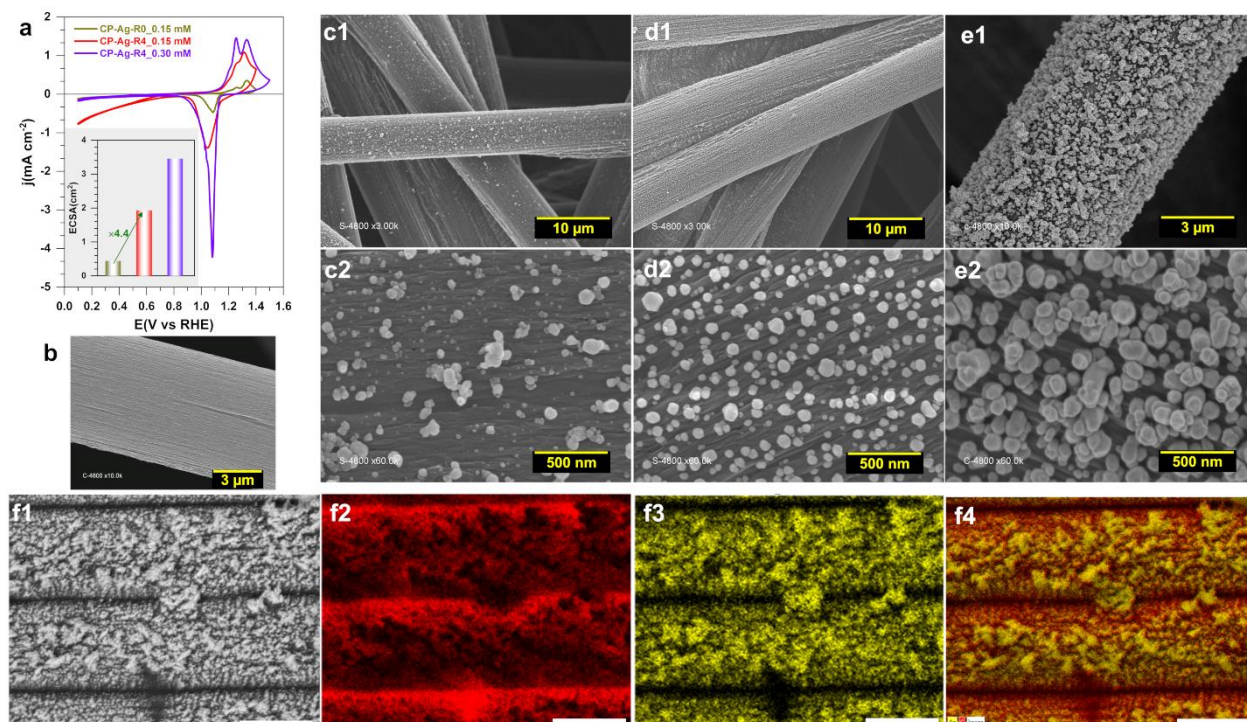 a
CP-Ag-R0_0.15 mM
CP-Ag-R4_0.15 mM
CP-Ag-R4_0.30 mM
2
1
0
-1
-2
-3
-4
-5
j(mA cm-2)
4
3
2
1
0
ECSA(cm²)
×4.4
0.0 0.2 0.4 0.6 0.8 1.0 1.2 1.4 1.6
E(V vs RHE)
b
C-4800 x10.0k
3 µm
c1
S-4800 x3.00k
10 µm
d1
S-4800 x3.00k
10 µm
e1
c-4800 x10.0k
3 µm
c2
S-4800 x60.0k
500 nm
d2
S-4800 x60.0k
500 nm
e2
C-4800 x60.0k
500 nm
f1
f2
f3
f4